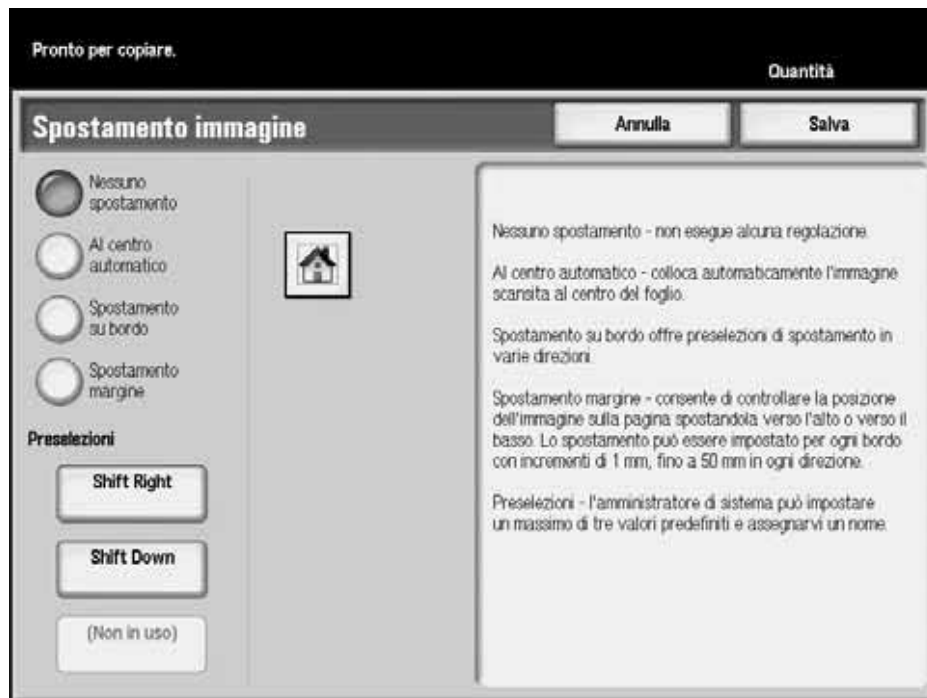 Pronto per copiare.
Quantità
Spostamento immagine
Annulla
Salva
Nessuno
spostamento
Al centro
automatico
Spostamento
su bordo
Spostamento
margine
Preselezioni
Shift Right
Shift Down
(Non in uso)
Nessuno spostamento - non esegue alcuna regolazione.
Al centro automatico - colloca automaticamente l'immagine
scansita al centro del foglio.
Spostamento su bordo offre preselezioni di spostamento in
varie direzioni
Spostamento margine - consente di controllare la posizione
dell'immagine sulla pagina spostandola verso l'alto o verso il
basso. Lo spostamento può essere impostato per ogni bordo
con incrementi di 1 mm, fino a 50 mm in ogni direzione.
Preselezioni - l'amministratore di sistema può impostare
un massimo di tre valori predefiniti e assegnarvi un nome.